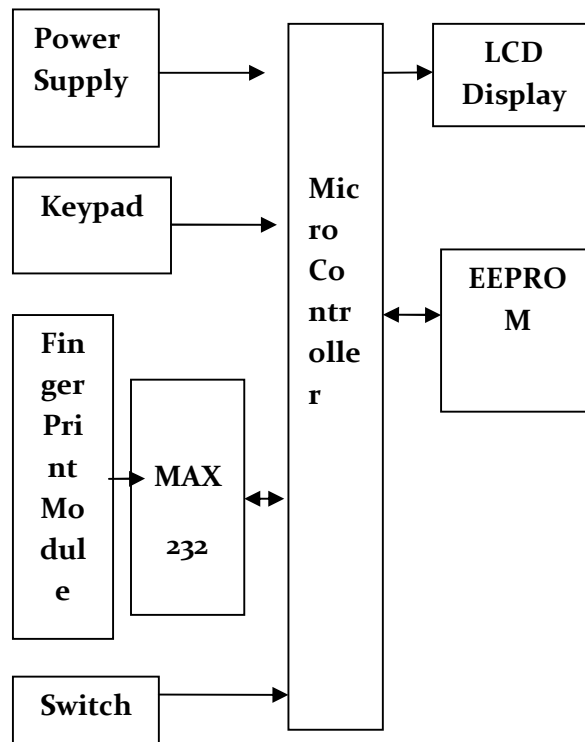 Power
Supply
LCD
Display
Keypad
Mic
ro
Co
ntr
olle
r
EEPRO
M
Fin
ger
Pri
nt
Mo
dul
e
MAX
232
Switch